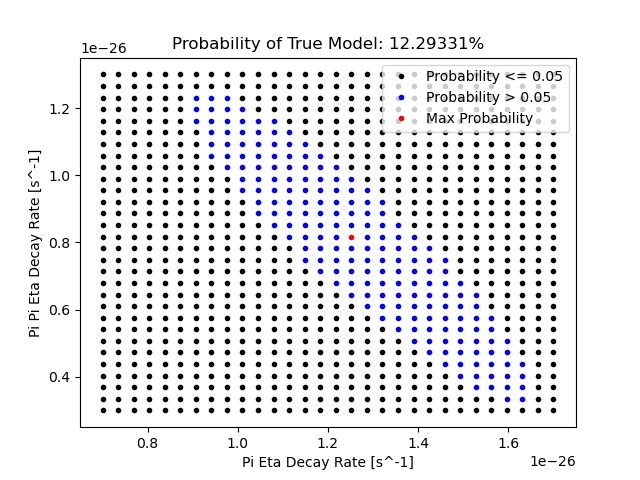 Probability of True Model: 12.29331%
1e−26
Probability <= 0.05
Probability > 0.05
Max Probability
Pi Pi Eta Decay Rate [s^-1]
1.2
1.0
0.8
0.6
0.4
0.8
1.0
1.2
1.4
1.6
Pi Eta Decay Rate [s^-1]
1e−26